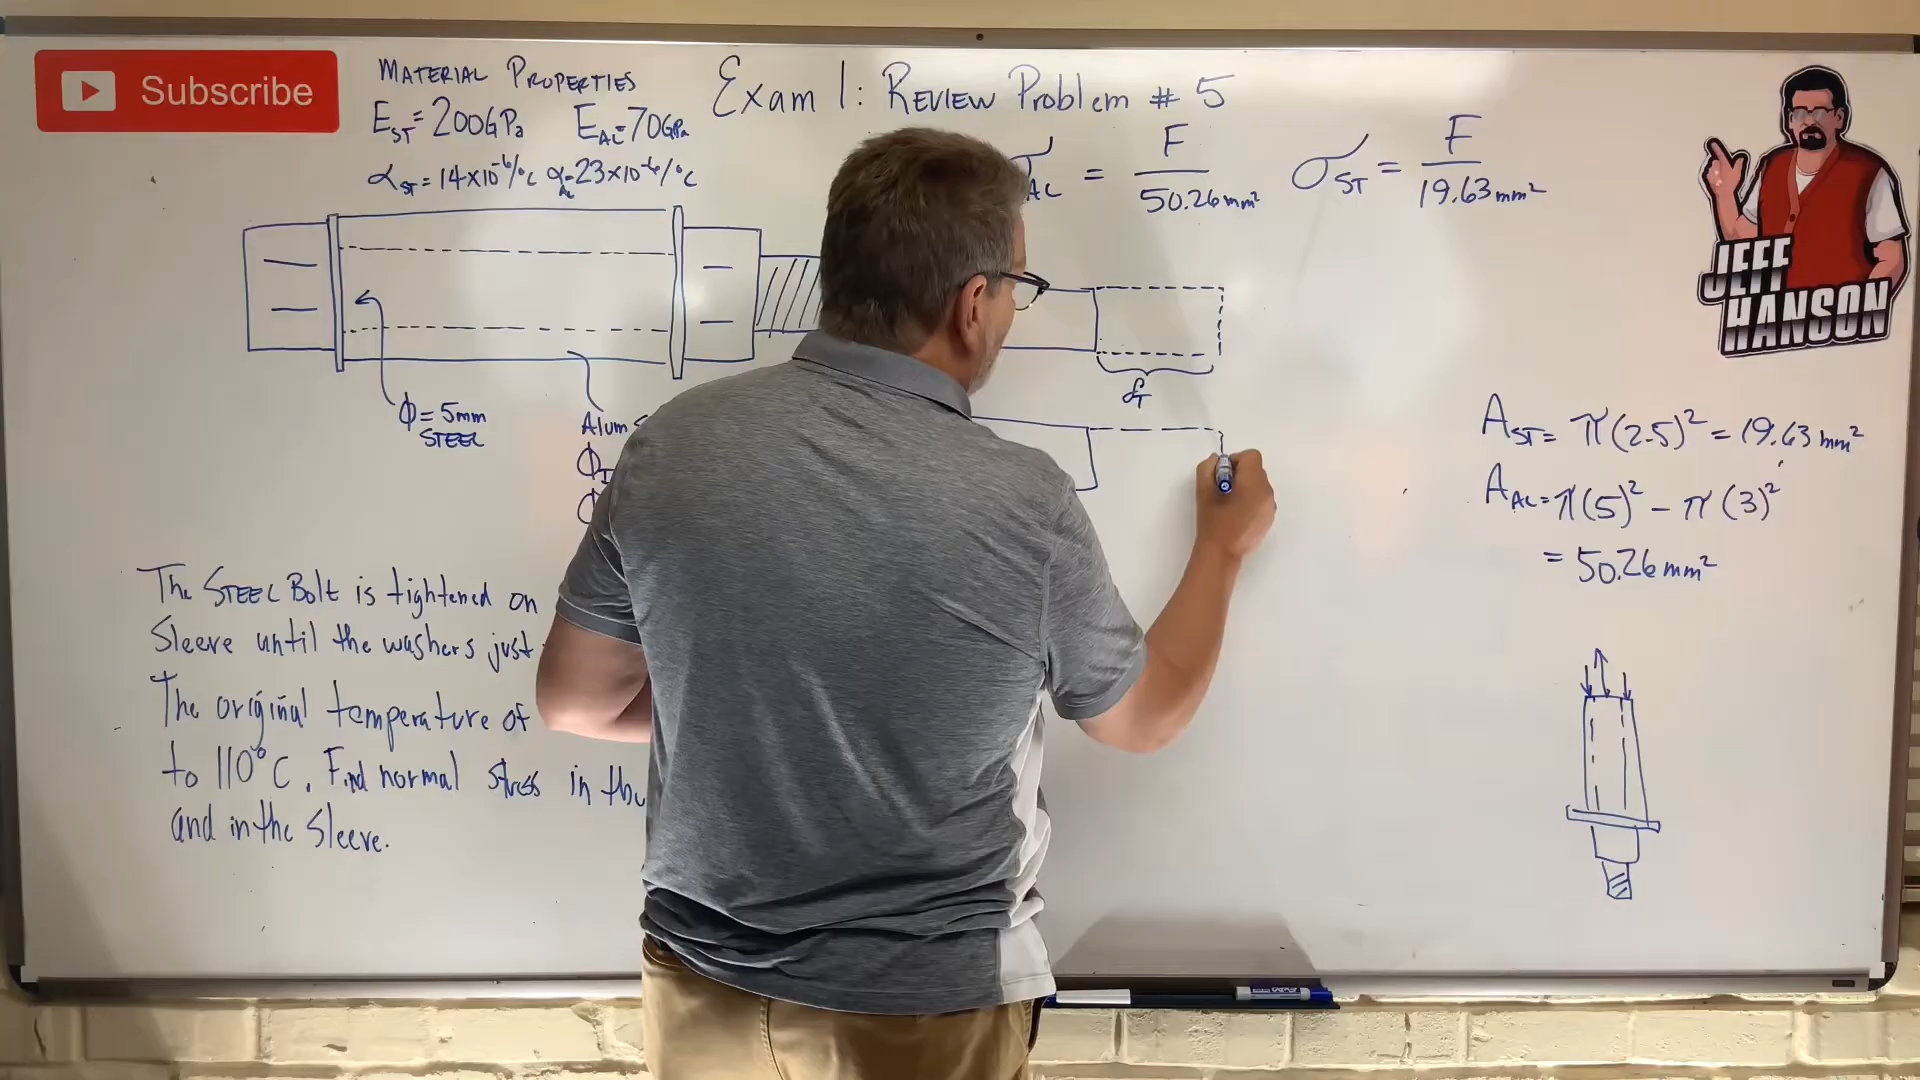 Subscribe
MATERIAL PROPERTIES
E_ST = 200GPa E_AL = 70GPa
α_ST = 14×10^-6/°C α_AL = 23×10^-6/°C
Exam 1: REVIEW Problem # 5
σ_AL = F / 50.26mm²
σ_ST = F / 19.63mm²
JEFF
HANSON
δ_T
ϕ = 5mm
STEEL
Alum
ϕ
ϕ
A_ST = π(2.5)² = 19.63 mm²
A_AL = π(5)² − π(3)²
= 50.26mm²
The STEEL Bolt is tightened on
Sleeve until the washers just
The original temperature of
to 110°C. Find normal stress in the
and in the Sleeve.